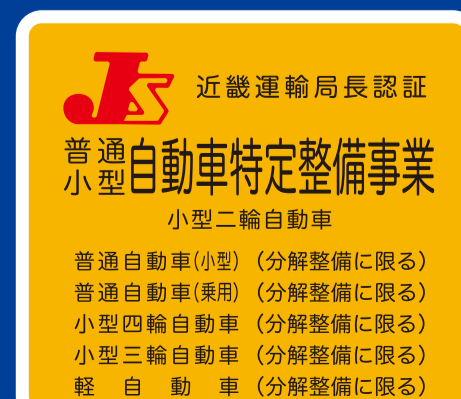 JS 近畿運輸局長認証
普通
小型 自動車特定整備事業
小型二輪自動車
普通自動車(小型) (分解整備に限る)
普通自動車(乗用) (分解整備に限る)
小型四輪自動車 (分解整備に限る)
小型三輪自動車 (分解整備に限る)
軽自動車 (分解整備に限る)